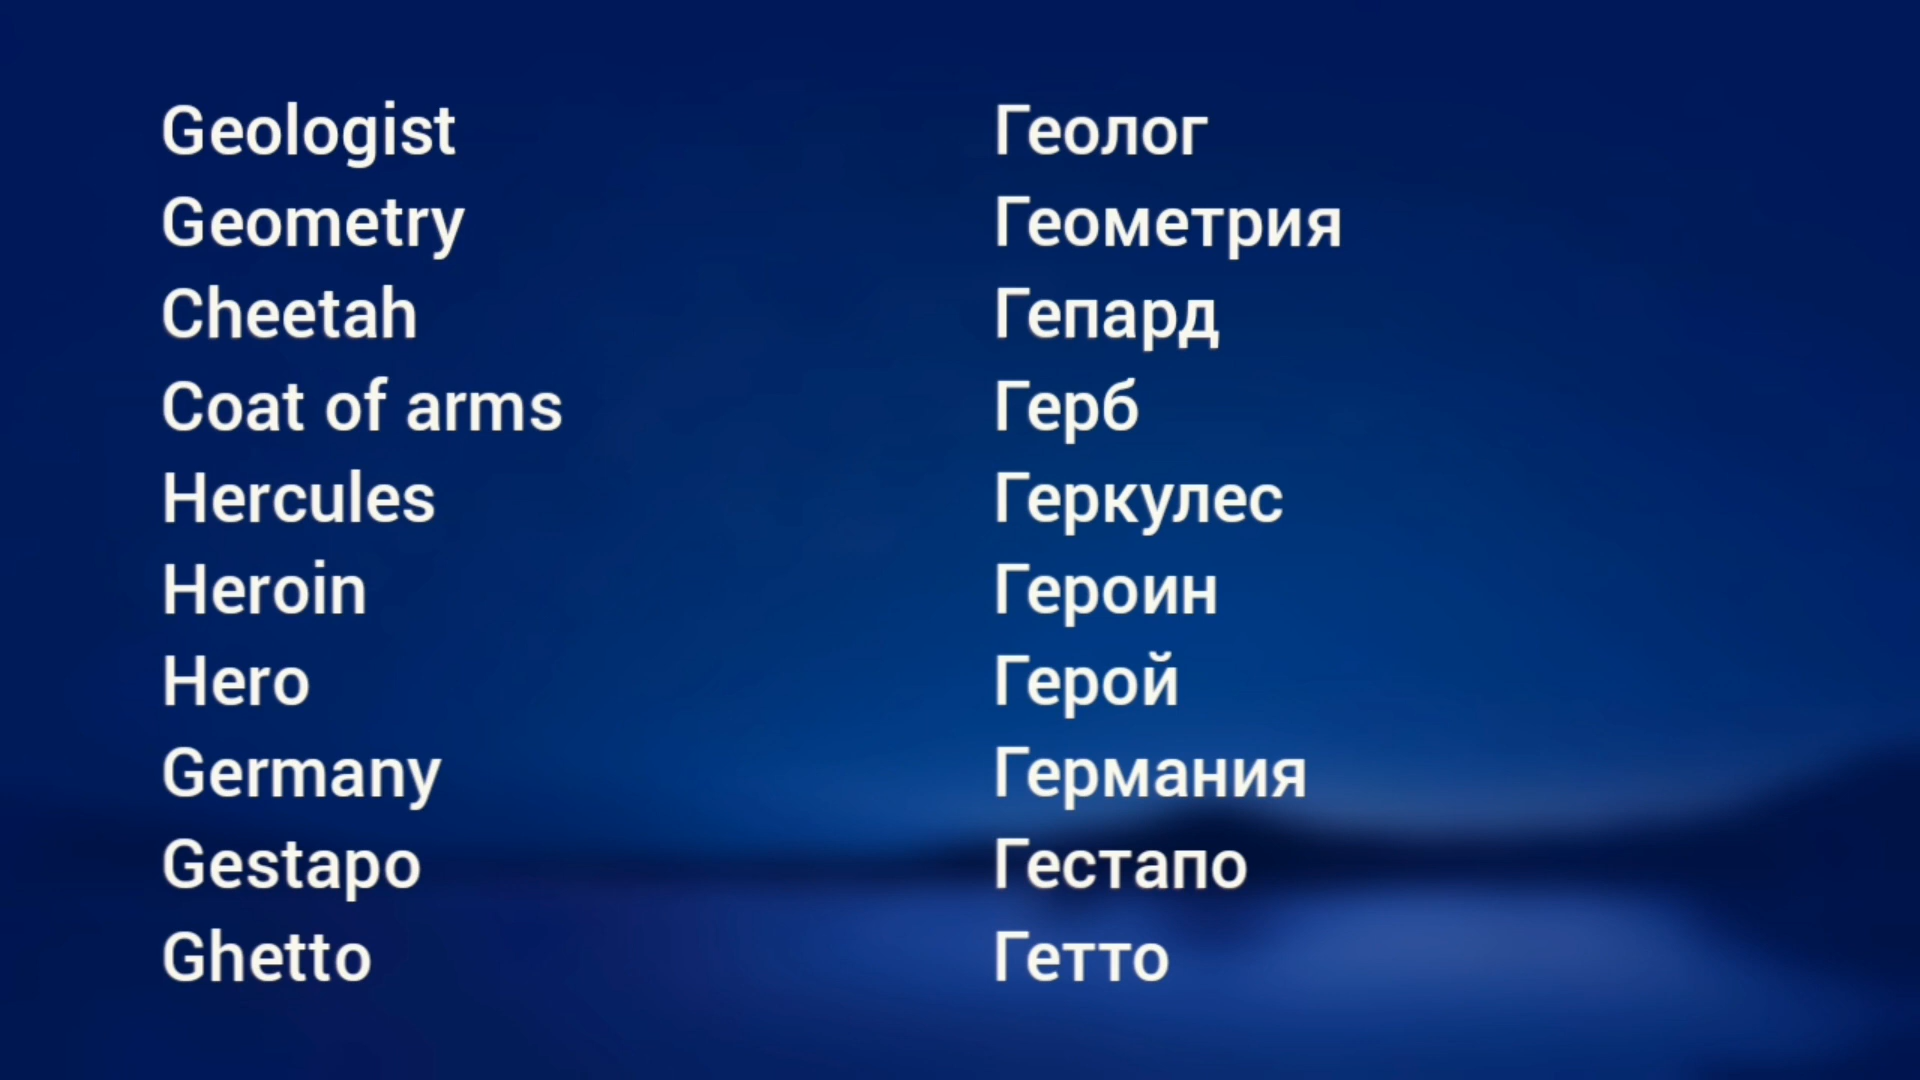 Geologist Геолог
Geometry Геометрия
Cheetah Гепард
Coat of arms Герб
Hercules Геркулес
Heroin Героин
Hero Герой
Germany Германия
Gestapo Гестапо
Ghetto Гетто